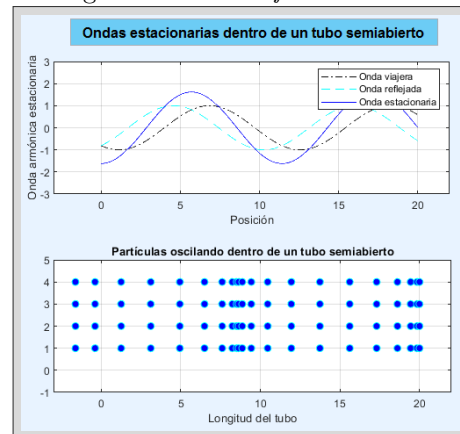 Ondas estacionarias dentro de un tubo semiabierto
3
2
1
0
-1
-2
-3
Onda armónica estacionaria
Onda viajera
Onda reflejada
Onda estacionaria
0 5 10 15 20
Posición
Partículas oscilando dentro de un tubo semiabierto
5
4
3
2
1
0
-1
0 5 10 15 20
Longitud del tubo